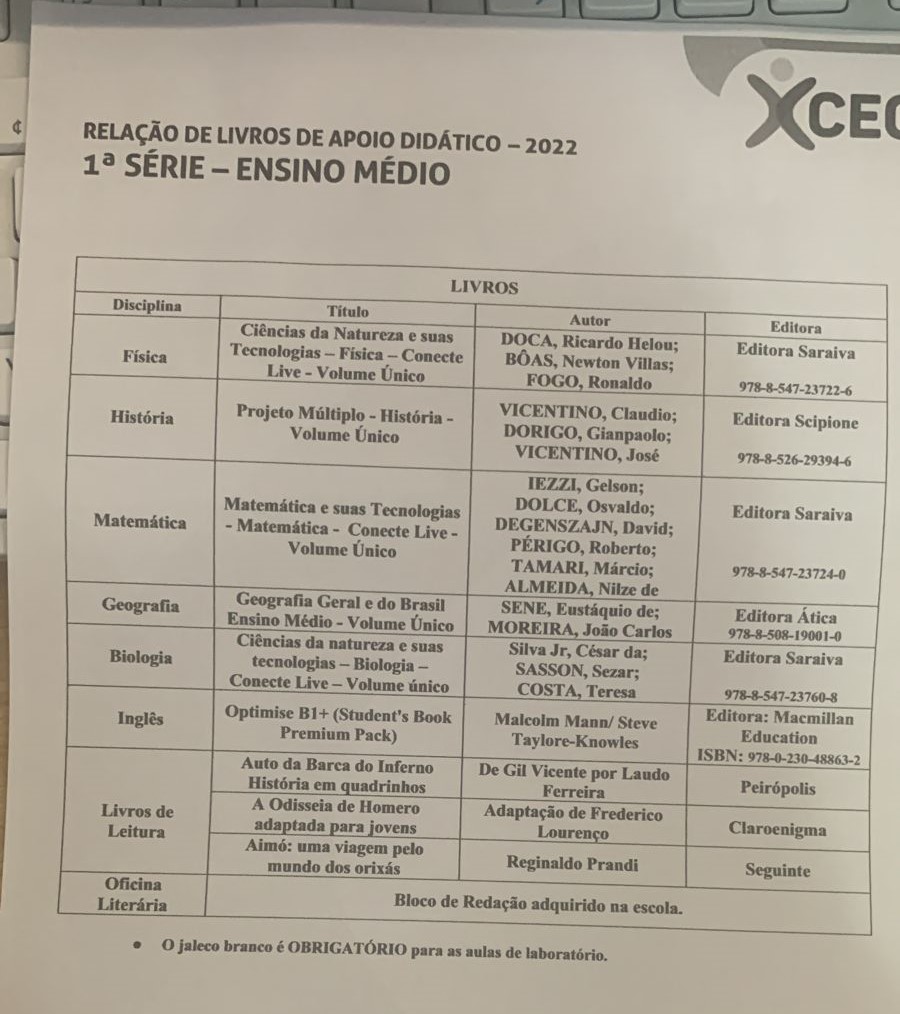 XCEC
RELAÇÃO DE LIVROS DE APOIO DIDÁTICO – 2022
1ª SÉRIE – ENSINO MÉDIO
LIVROS
Disciplina Título Autor Editora
Física
Ciências da Natureza e suas
Tecnologias – Física – Conecte
Live - Volume Único
DOCA, Ricardo Helou;
BÔAS, Newton Villas;
FOGO, Ronaldo
Editora Saraiva
978-8-547-23722-6
História
Projeto Múltiplo - História -
Volume Único
VICENTINO, Claudio;
DORIGO, Gianpaolo;
VICENTINO, José
Editora Scipione
978-8-526-29394-6
Matemática
Matemática e suas Tecnologias
- Matemática - Conecte Live -
Volume Único
IEZZI, Gelson;
DOLCE, Osvaldo;
DEGENSZAJN, David;
PÉRIGO, Roberto;
TAMARI, Márcio;
ALMEIDA, Nilze de
Editora Saraiva
978-8-547-23724-0
Geografia
Geografia Geral e do Brasil
Ensino Médio - Volume Único
SENE, Eustáquio de;
MOREIRA, João Carlos
Editora Ática
978-8-508-19001-0
Biologia
Ciências da natureza e suas
tecnologias – Biologia –
Conecte Live – Volume único
Silva Jr, César da;
SASSON, Sezar;
COSTA, Teresa
Editora Saraiva
978-8-547-23760-8
Inglês
Optimise B1+ (Student's Book
Premium Pack)
Malcolm Mann/ Steve
Taylore-Knowles
Editora: Macmillan
Education
ISBN: 978-0-230-48863-2
Livros de
Leitura
Auto da Barca do Inferno
História em quadrinhos
De Gil Vicente por Laudo
Ferreira
Peirópolis
A Odisseia de Homero
adaptada para jovens
Adaptação de Frederico
Lourenço
Claroenigma
Aimó: uma viagem pelo
mundo dos orixás
Reginaldo Prandi
Seguinte
Oficina
Literária
Bloco de Redação adquirido na escola.
• O jaleco branco é OBRIGATÓRIO para as aulas de laboratório.